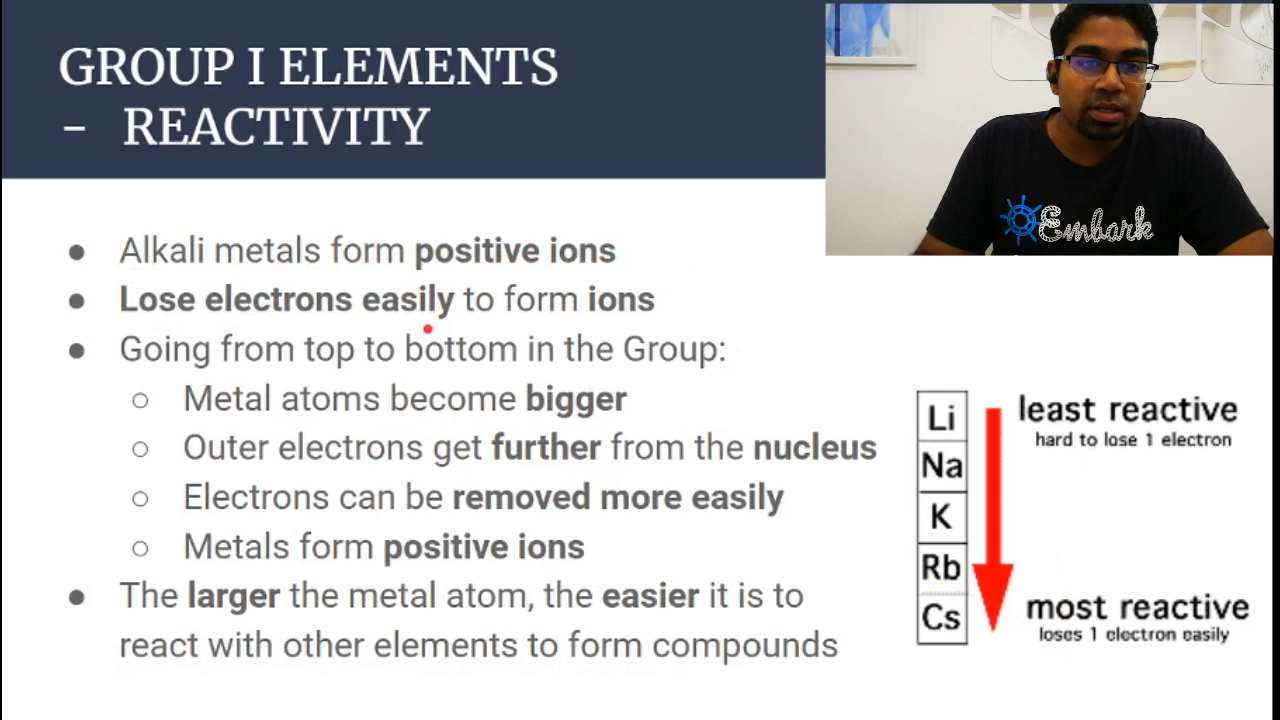 GROUP I ELEMENTS
- REACTIVITY
Embark
● Alkali metals form positive ions
● Lose electrons easily to form ions
● Going from top to bottom in the Group:
○ Metal atoms become bigger
○ Outer electrons get further from the nucleus
○ Electrons can be removed more easily
○ Metals form positive ions
● The larger the metal atom, the easier it is to
react with other elements to form compounds
Li
Na
K
Rb
Cs
least reactive
hard to lose 1 electron
most reactive
loses 1 electron easily